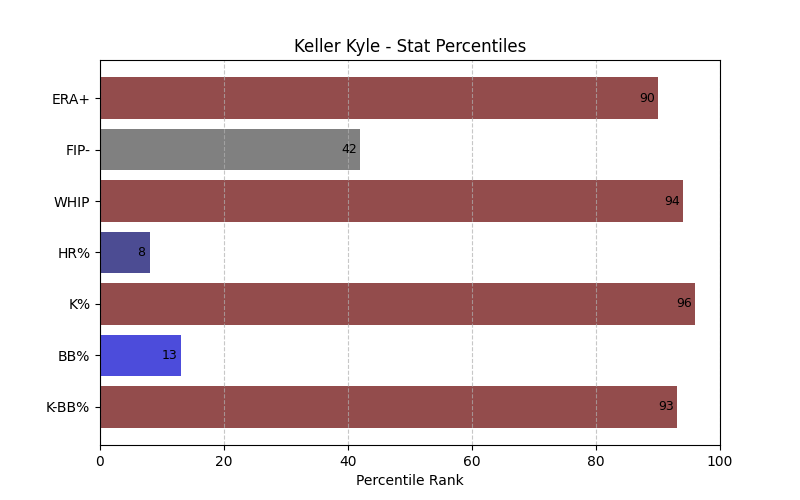 Keller Kyle - Stat Percentiles
ERA+ 90
FIP- 42
WHIP 94
HR% 8
K% 96
BB% 13
K-BB% 93
0 20 40 60 80 100
Percentile Rank